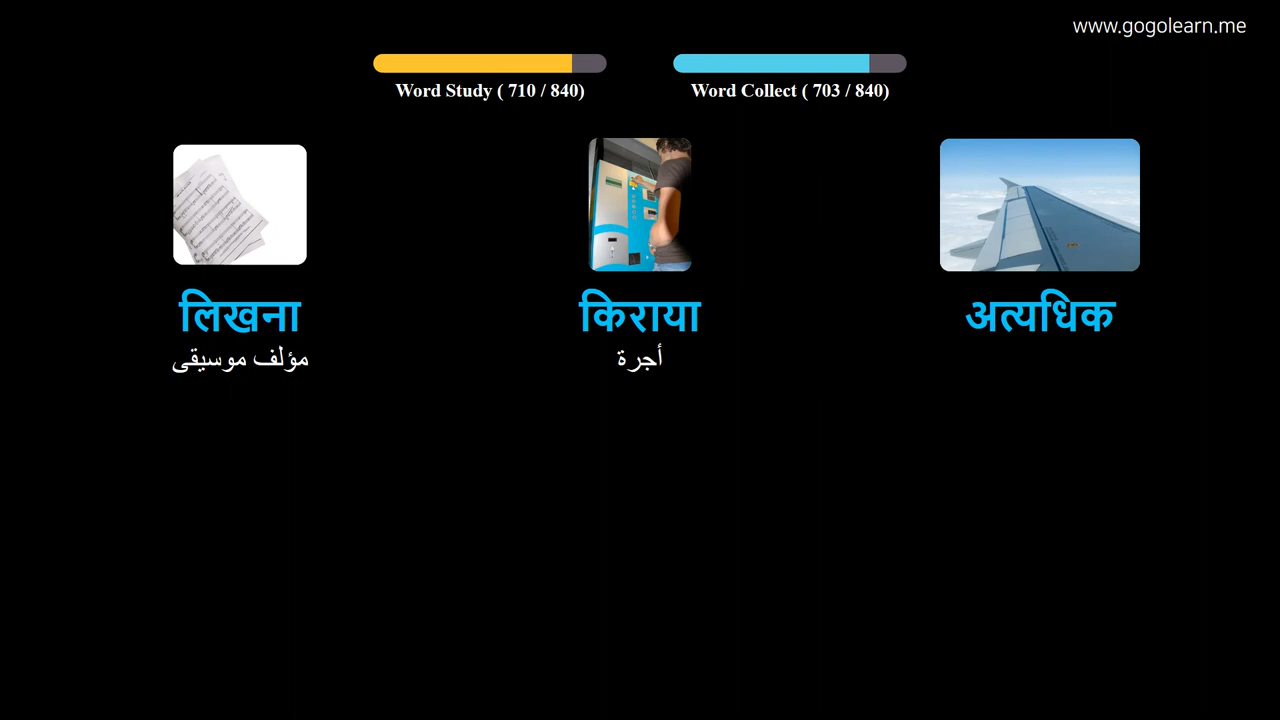 www.gogolearn.me
Word Study ( 710 / 840)
Word Collect ( 703 / 840)
लिखना
مؤلف موسيقى
किराया
أجرة
अत्यधिक